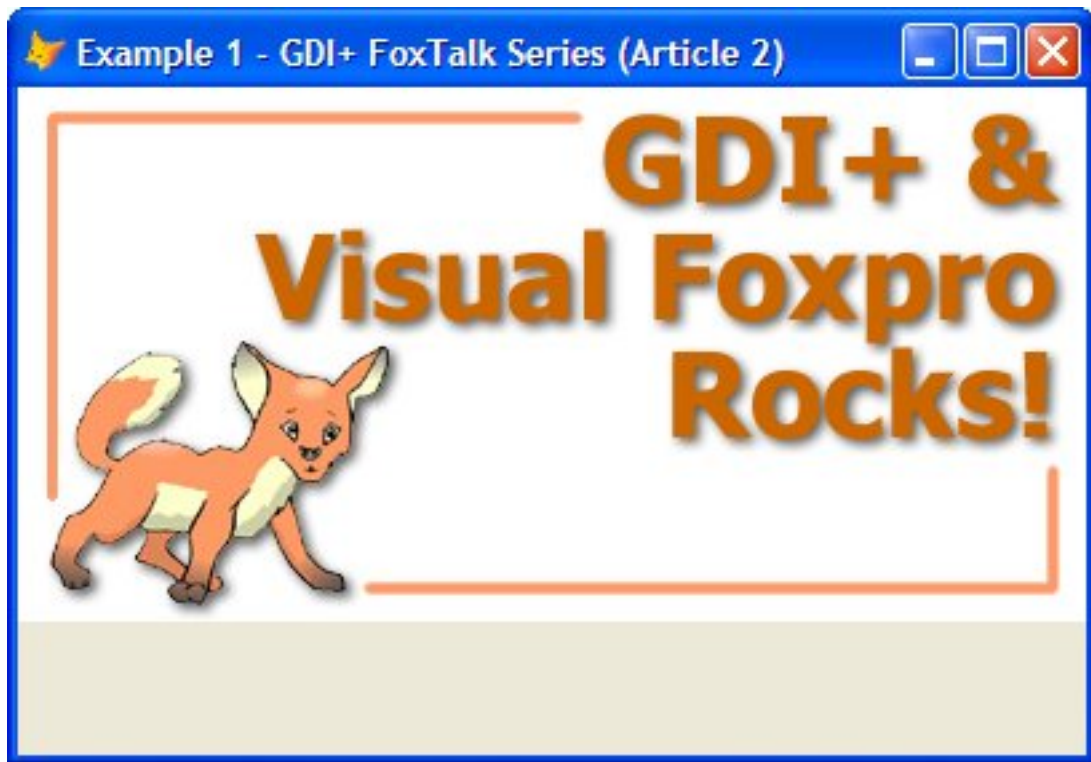 Example 1 - GDI+ FoxTalk Series (Article 2)
GDI+ &
Visual Foxpro
Rocks!